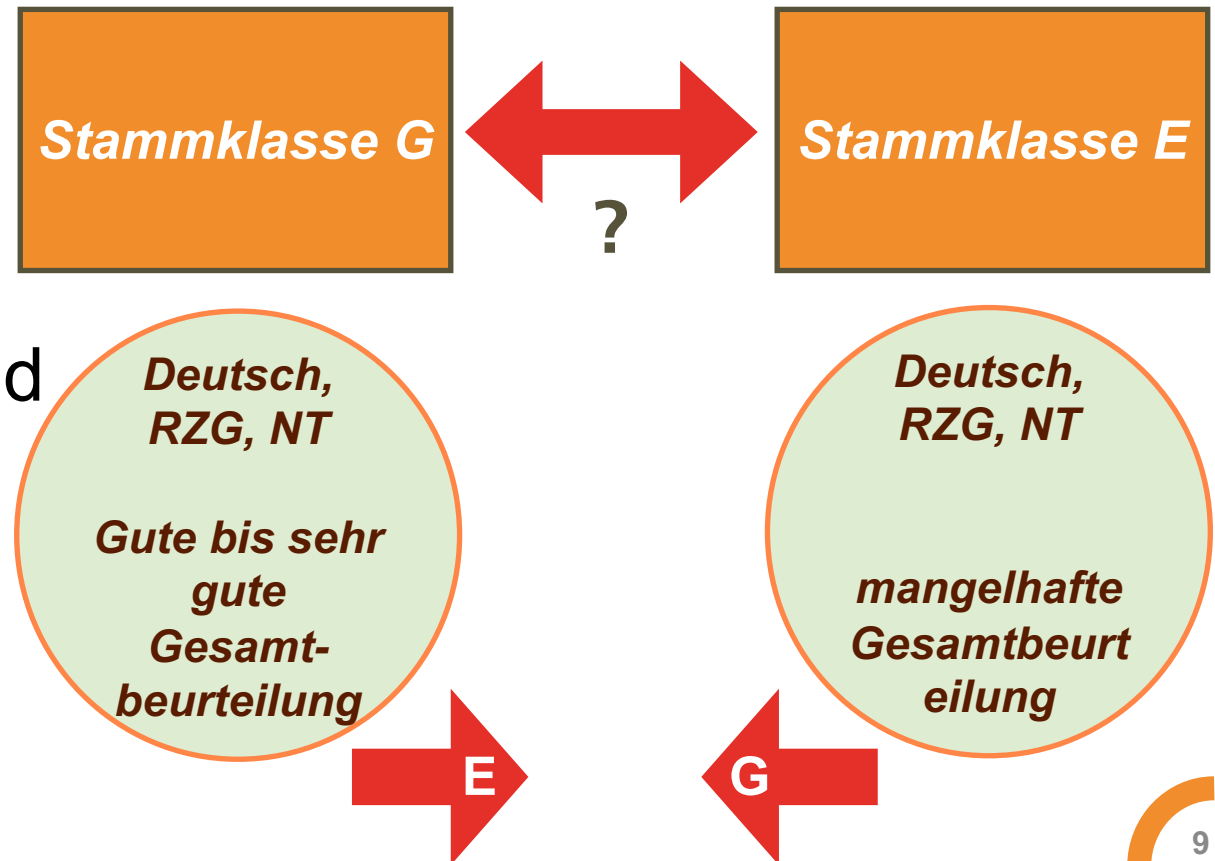 Stammklasse G
Stammklasse E
?
d
Deutsch,
RZG, NT
Gute bis sehr
gute
Gesamt-
beurteilung
E
Deutsch,
RZG, NT
mangelhafte
Gesamtbeurt
eilung
G
9